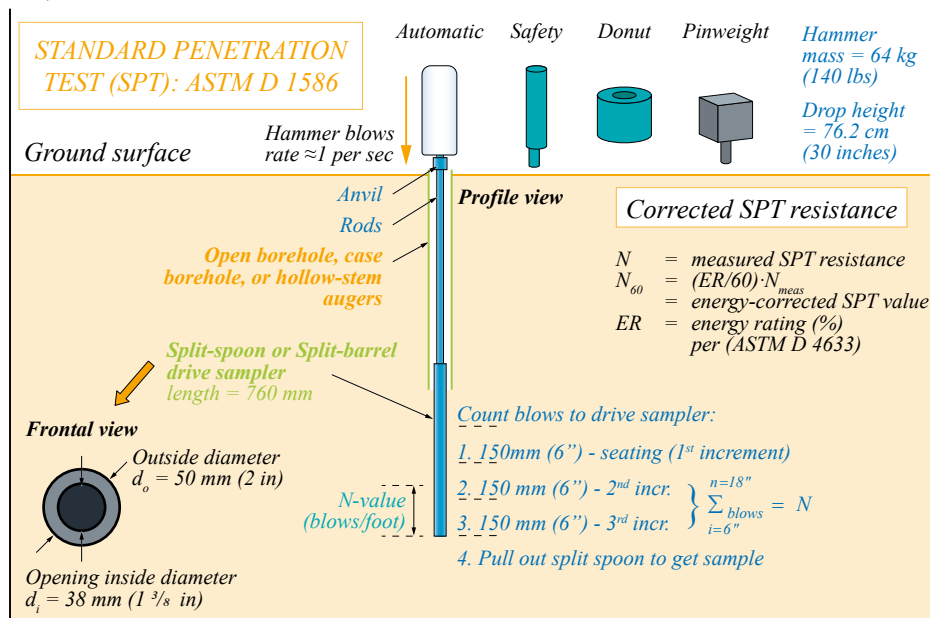 STANDARD PENETRATION
TEST (SPT): ASTM D 1586
Automatic
Safety
Donut
Pinweight
Hammer
mass = 64 kg
(140 lbs)
Drop height
= 76.2 cm
(30 inches)
Hammer blows
rate ≈1 per sec
Ground surface
Anvil
Rods
Profile view
Open borehole, case
borehole, or hollow-stem
augers
Corrected SPT resistance
N = measured SPT resistance
N60 = (ER/60)·Nmeas
= energy-corrected SPT value
ER = energy rating (%)
per (ASTM D 4633)
Split-spoon or Split-barrel
drive sampler
length = 760 mm
Frontal view
Outside diameter
do = 50 mm (2 in)
Opening inside diameter
di = 38 mm (1 3/8 in)
N-value
(blows/foot)
Count blows to drive sampler:
1. 150mm (6”) - seating (1st increment)
2. 150 mm (6”) - 2nd incr.
3. 150 mm (6”) - 3rd incr.
n=18"
} Σ blows = N
i=6"
4. Pull out split spoon to get sample